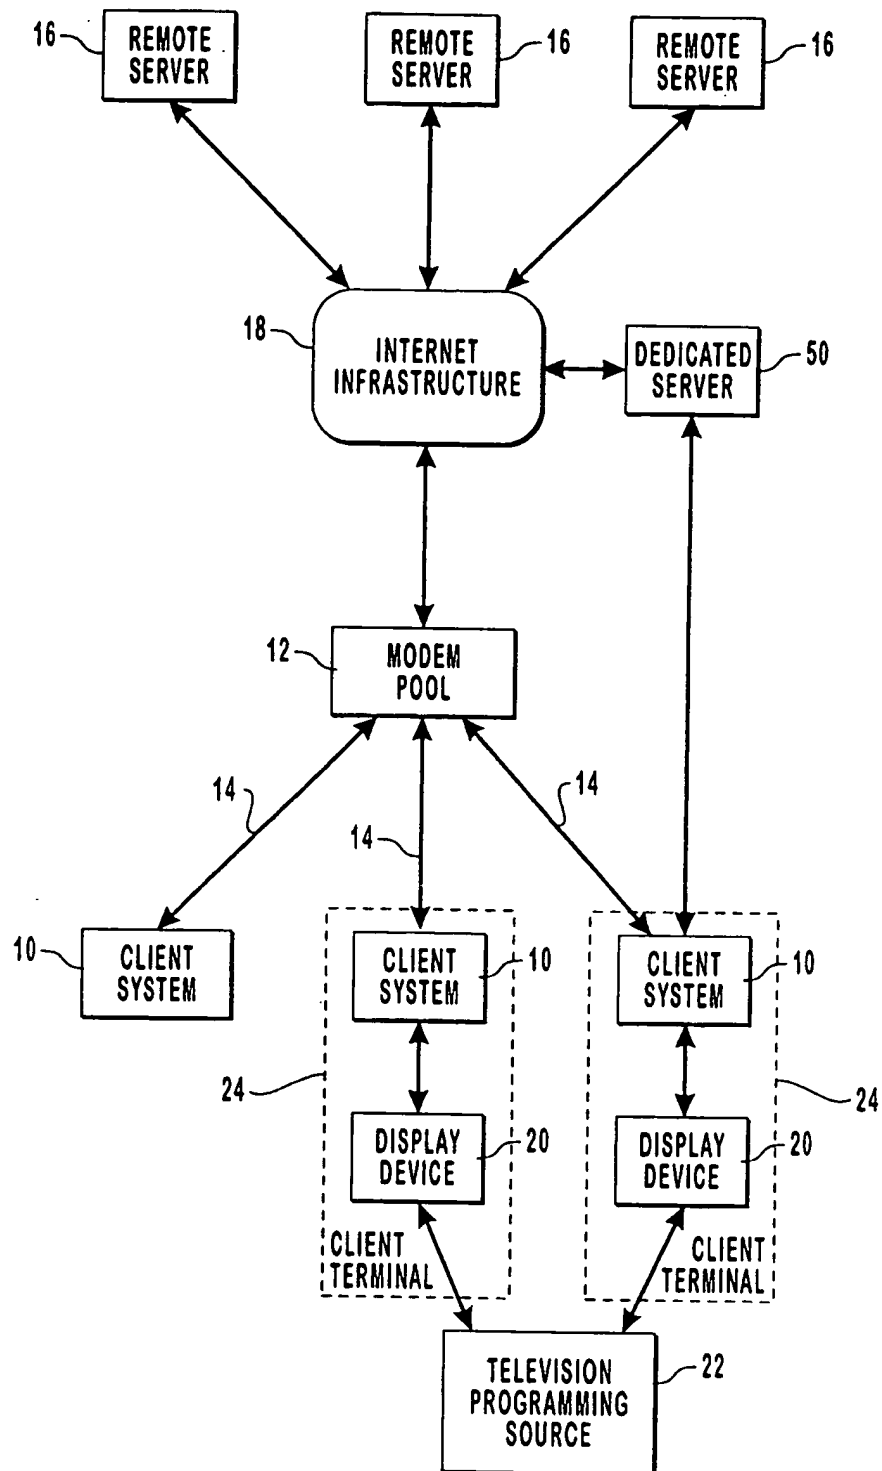 16
REMOTE
SERVER
REMOTE
SERVER
16
REMOTE
SERVER
16
18
INTERNET
INFRASTRUCTURE
DEDICATED
SERVER
50
12
MODEM
POOL
14
14
14
10
CLIENT
SYSTEM
CLIENT
SYSTEM
10
CLIENT
SYSTEM
10
24
24
DISPLAY
DEVICE
20
DISPLAY
DEVICE
20
CLIENT
TERMINAL
CLIENT
TERMINAL
TELEVISION
PROGRAMMING
SOURCE
22